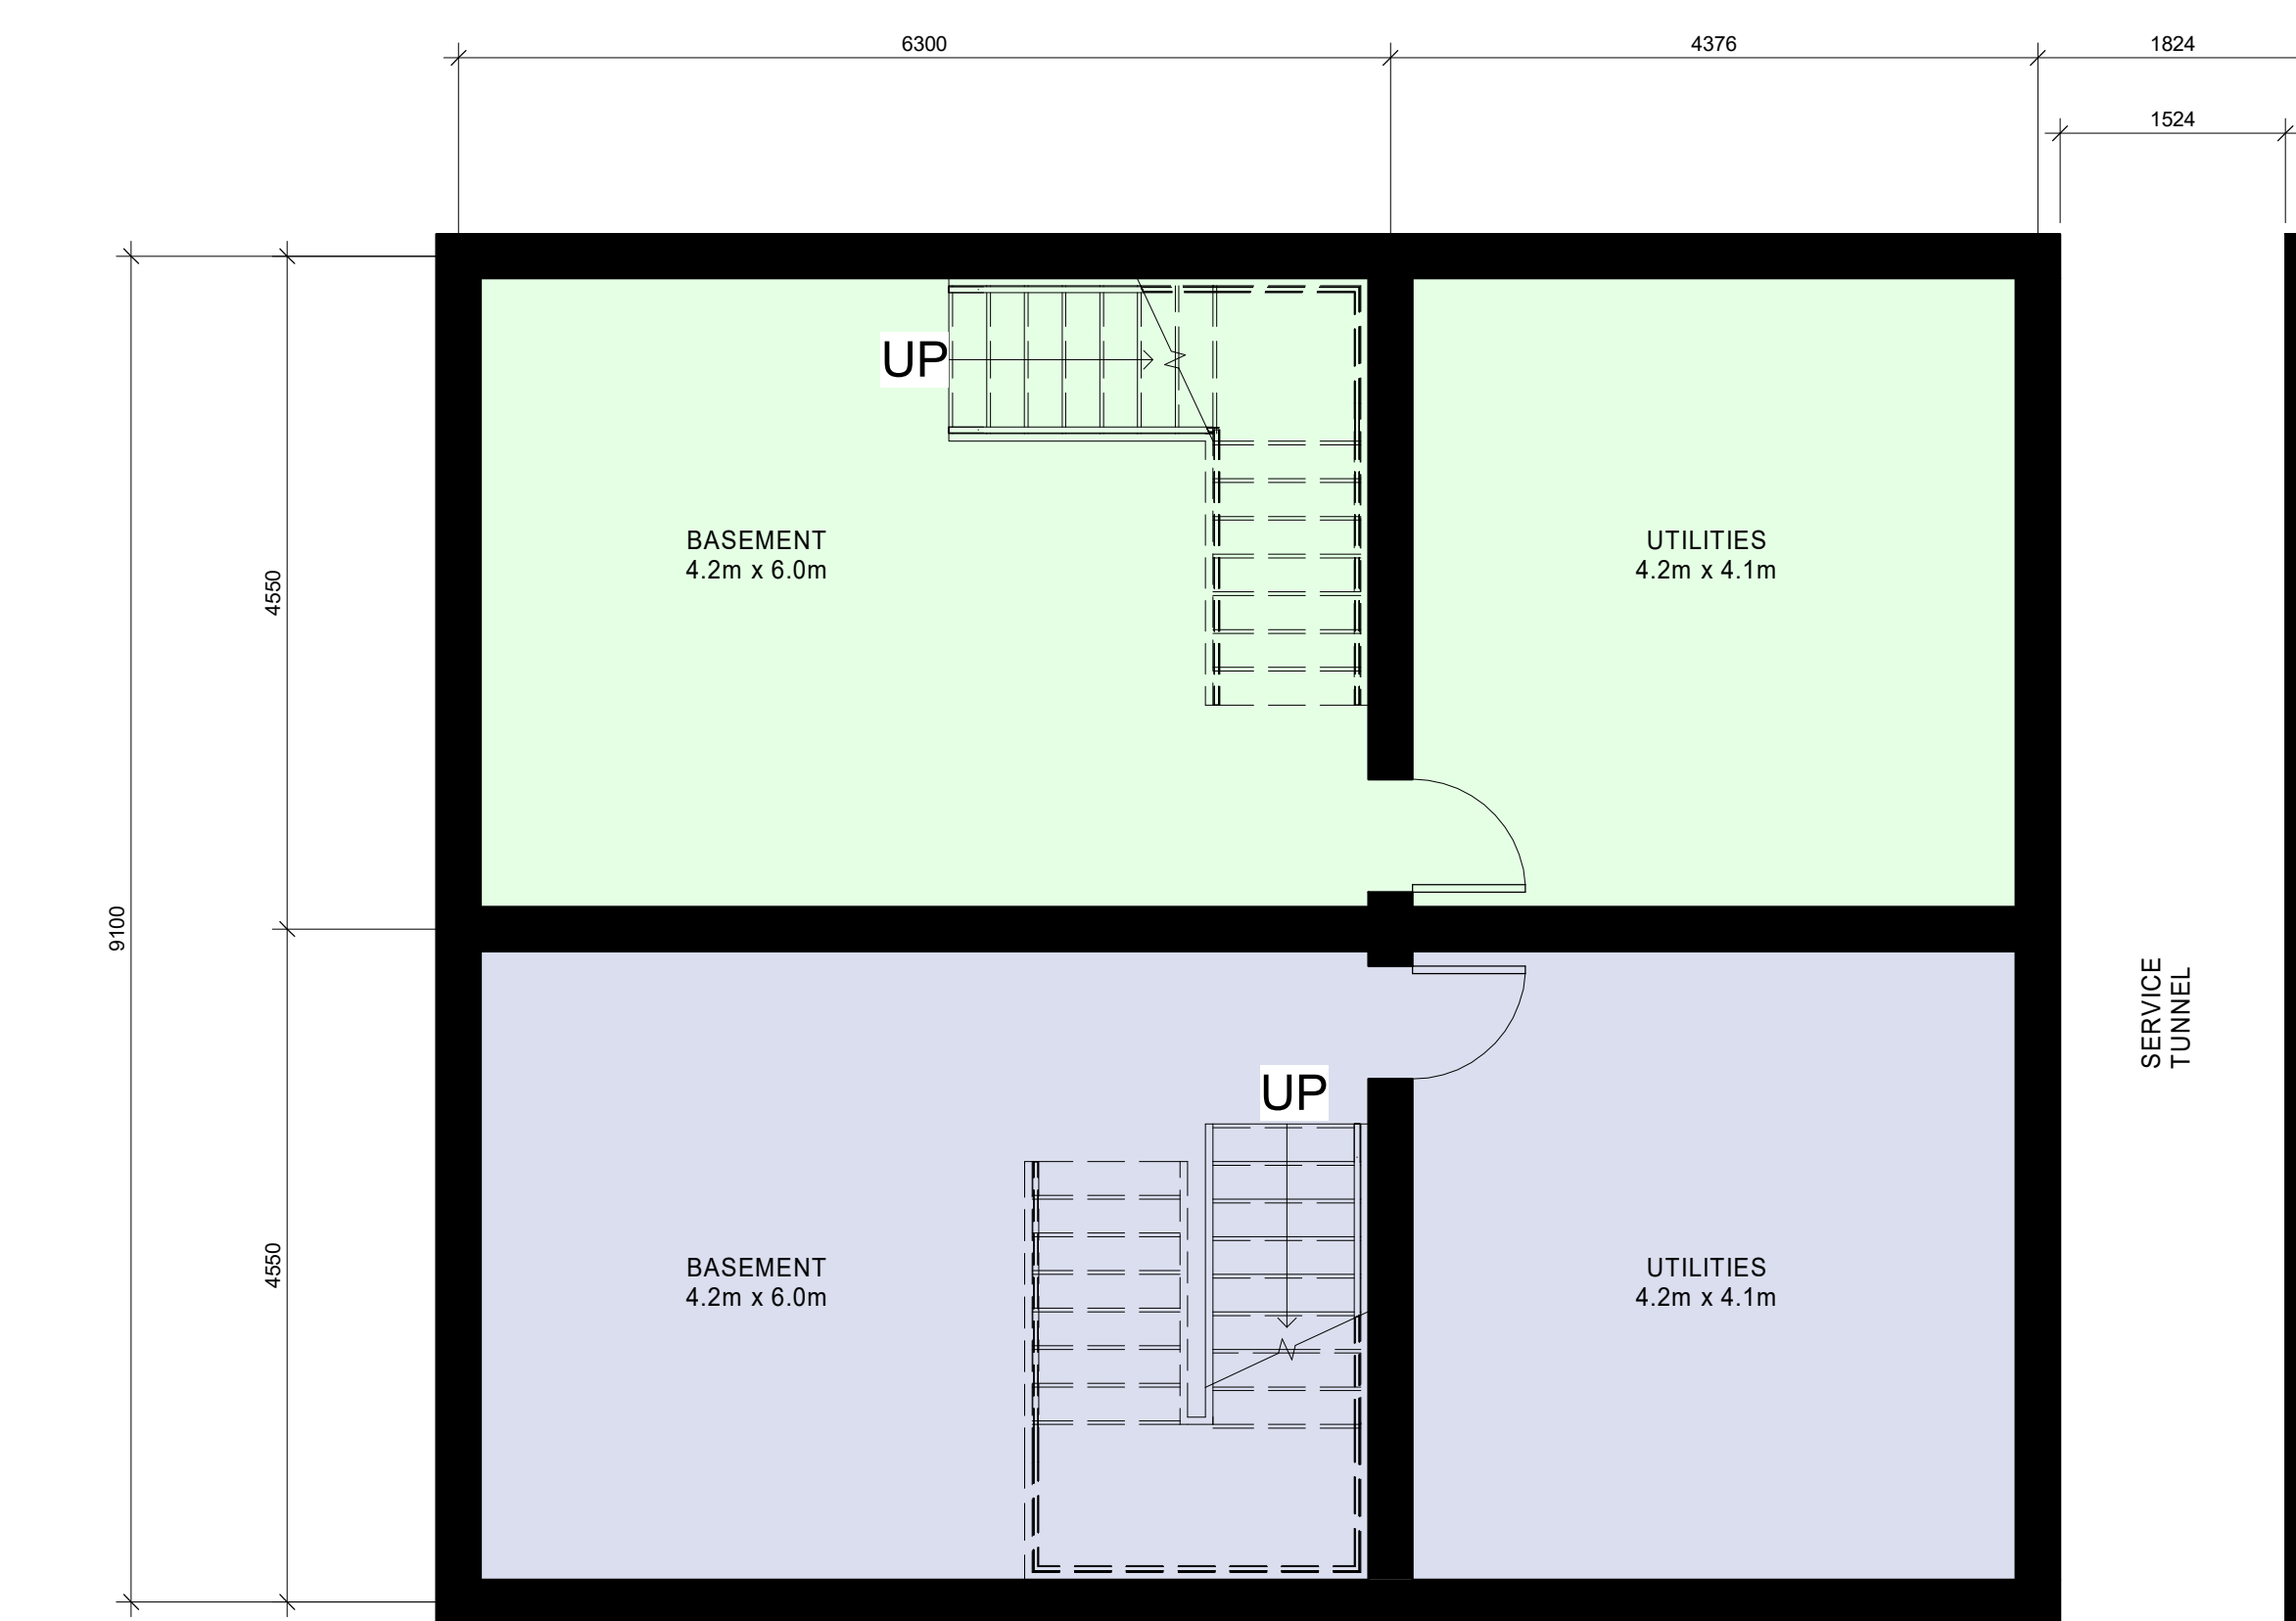 6300
4376
1824
1524
UP
BASEMENT
4.2m x 6.0m
UTILITIES
4.2m x 4.1m
4550
9100
SERVICE
TUNNEL
UP
BASEMENT
4.2m x 6.0m
UTILITIES
4.2m x 4.1m
4550